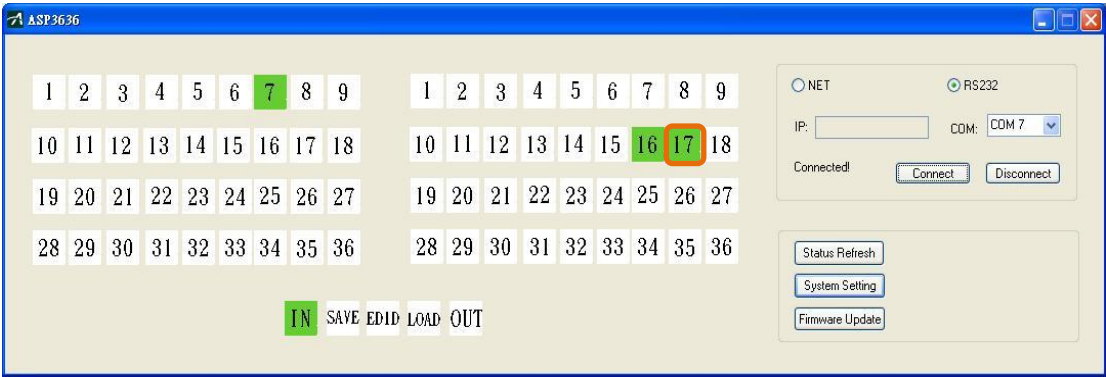 ASP3636
1 2 3 4 5 6 7 8 9
10 11 12 13 14 15 16 17 18
19 20 21 22 23 24 25 26 27
28 29 30 31 32 33 34 35 36
1 2 3 4 5 6 7 8 9
10 11 12 13 14 15 16 17 18
19 20 21 22 23 24 25 26 27
28 29 30 31 32 33 34 35 36
IN SAVE EDID LOAD OUT
NET RS232
IP: COM: COM 7
Connected! Connect Disconnect
Status Refresh
System Setting
Firmware Update